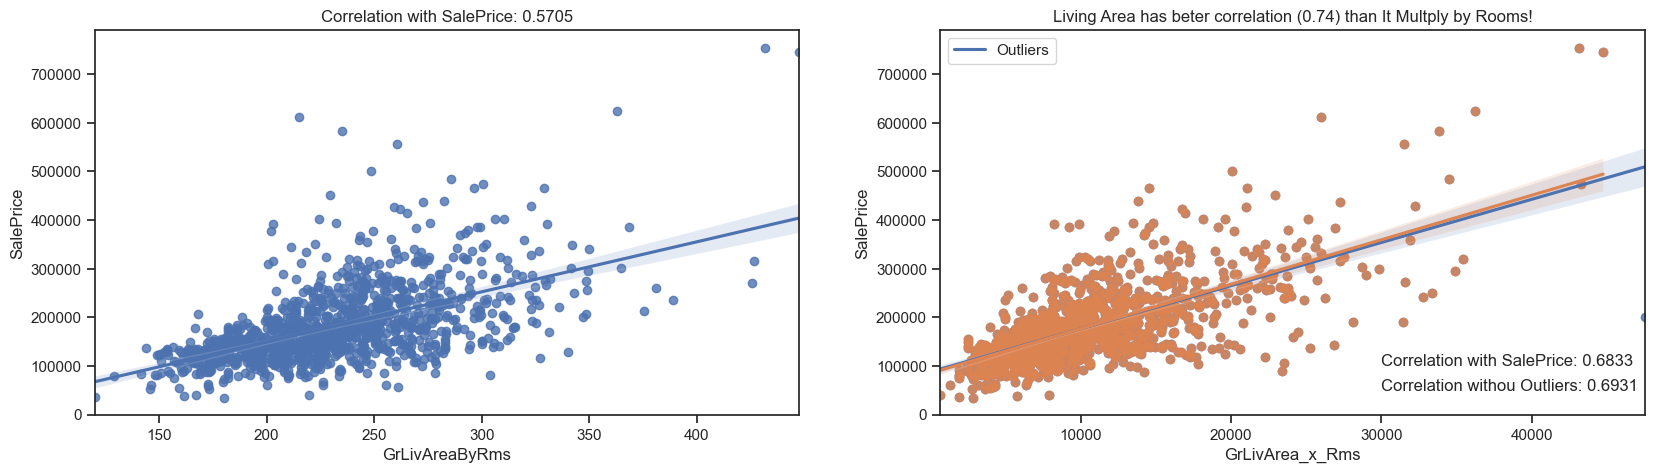 Correlation with SalePrice: 0.5705
700000
600000
500000
400000
300000
200000
100000
0
SalePrice
150
200
250
300
350
400
GrLivAreaByRms
Living Area has beter correlation (0.74) than It Multply by Rooms!
Outliers
700000
600000
500000
400000
300000
200000
100000
0
SalePrice
Correlation with SalePrice: 0.6833
Correlation withou Outliers: 0.6931
10000
20000
30000
40000
GrLivArea_x_Rms